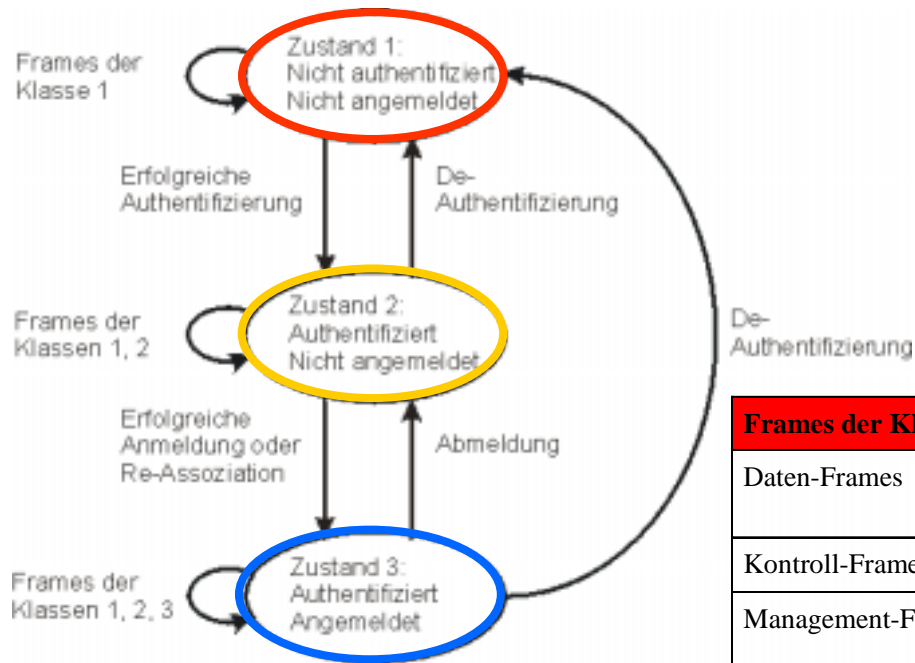 Frames der
Klasse 1
Zustand 1:
Nicht authentifiziert
Nicht angemeldet
Erfolgreiche
Authentifizierung
De-
Authentifizierung
Frames der
Klassen 1, 2
Zustand 2:
Authentifiziert
Nicht angemeldet
De-
Authentifizierung
Erfolgreiche
Anmeldung oder
Re-Assoziation
Abmeldung
Frames der
Klassen 1, 2, 3
Zustand 3:
Authentifiziert
Angemeldet
Frames der
Daten-Frames
Kontroll-Frame